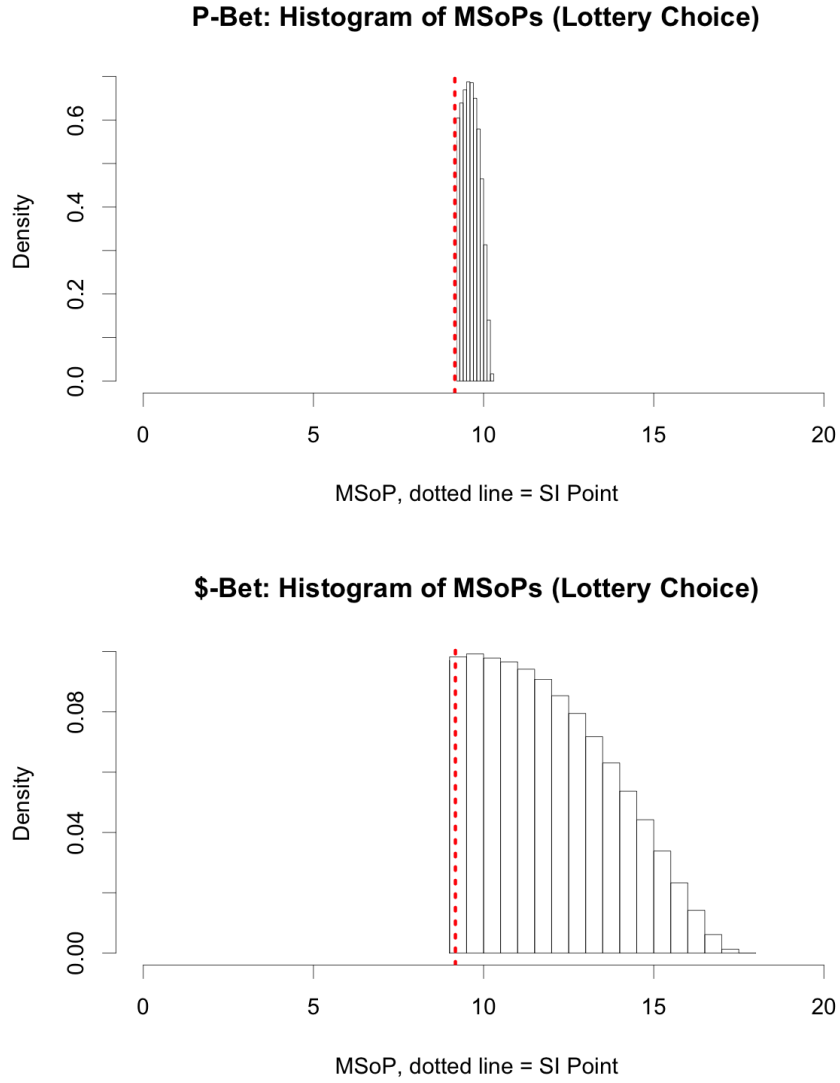 P-Bet: Histogram of MSoPs (Lottery Choice)
Density
0.6
0.4
0.2
0.0
0 5 10 15 20
MSoP, dotted line = SI Point
$-Bet: Histogram of MSoPs (Lottery Choice)
Density
0.08
0.04
0.00
0 5 10 15 20
MSoP, dotted line = SI Point